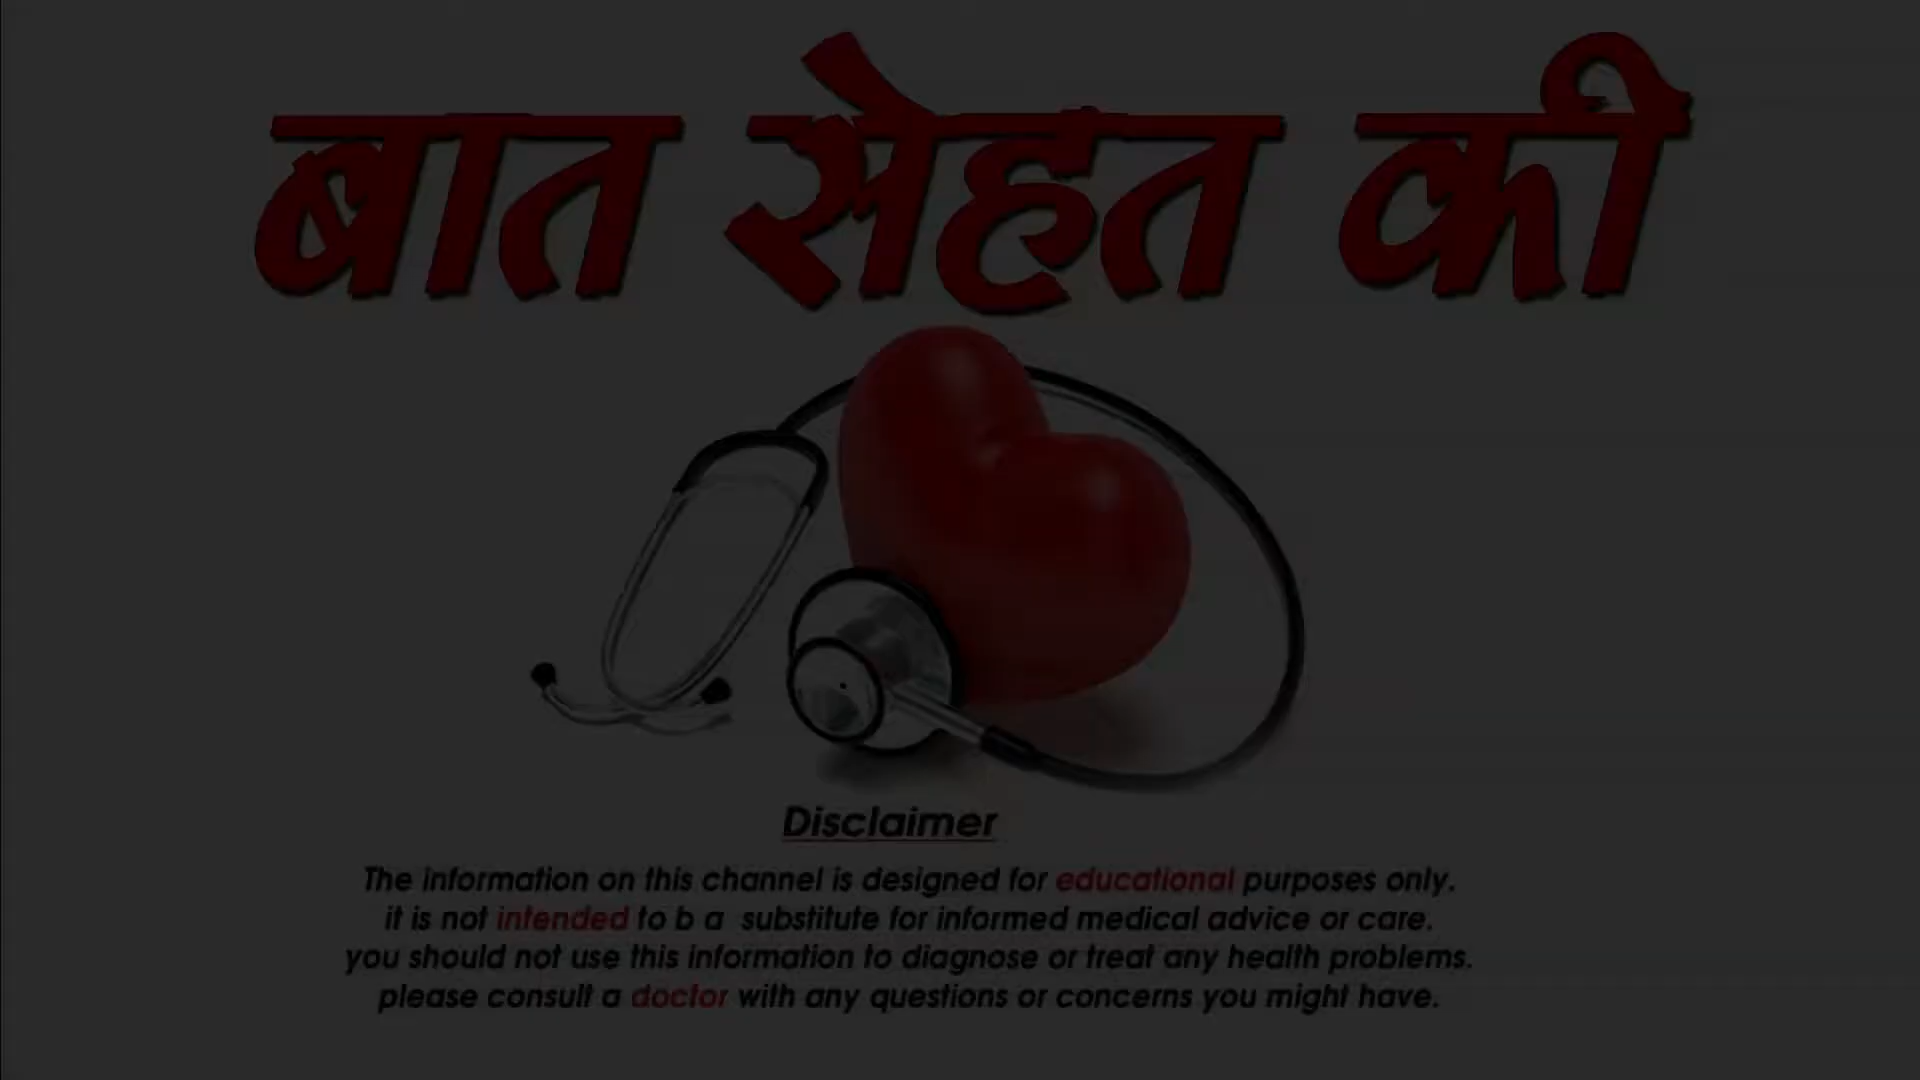 बात सेहत की
Disclaimer
The information on this channel is designed for educational purposes only.
it is not intended to b a substitute for informed medical advice or care.
you should not use this information to diagnose or treat any health problems.
please consult a doctor with any questions or concerns you might have.